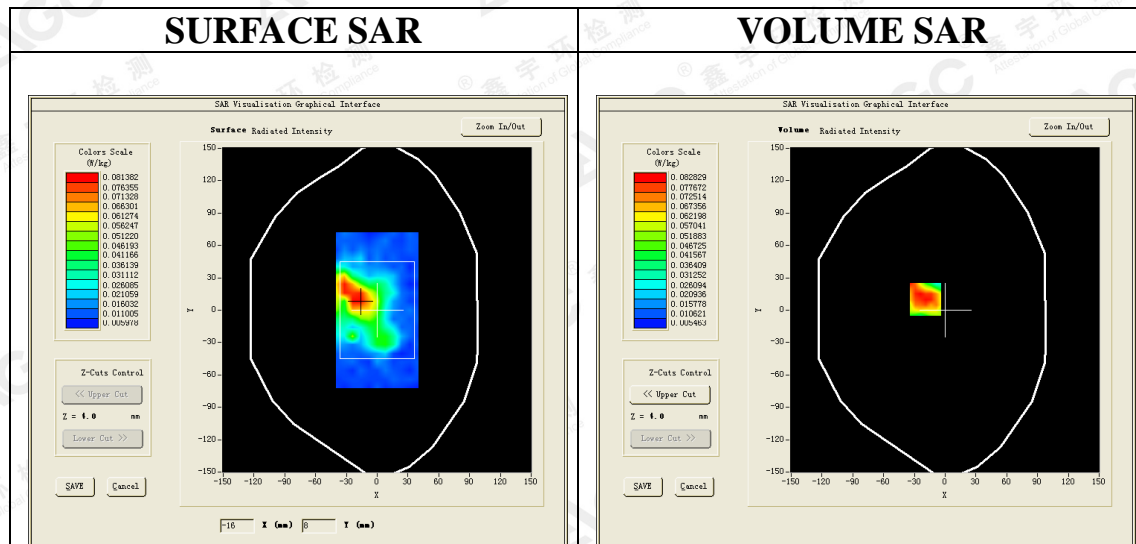 SURFACE SAR
VOLUME SAR
SAR Visualisation Graphical Interface
Surface Radiated Intensity
Zoom In/Out
Colors Scale
(W/kg)
0.081382
0.076355
0.071328
0.066301
0.061274
0.056247
0.051220
0.046193
0.041166
0.036139
0.031112
0.026085
0.021059
0.016032
0.011005
0.005978
150
120
90
60
30
0
-30
-60
-90
-120
-150
Y
-150 -120 -90 -60 -30 0 30 60 90 120 150
X
Z-Cuts Control
<< Upper Cut
Z = 4.0 mm
Lower Cut >>
SAVE Cancel
-16 X (mm) 8 Y (mm)
SAR Visualisation Graphical Interface
Volume Radiated Intensity
Zoom In/Out
Colors Scale
(W/kg)
0.082829
0.077672
0.072514
0.067356
0.062198
0.057041
0.051883
0.046725
0.041567
0.036409
0.031252
0.026094
0.020936
0.015778
0.010621
0.005463
150
120
90
60
30
0
-30
-60
-90
-120
-150
Y
-150 -120 -90 -60 -30 0 30 60 90 120 150
X
Z-Cuts Control
<< Upper Cut
Z = 4.0 mm
Lower Cut >>
SAVE Cancel